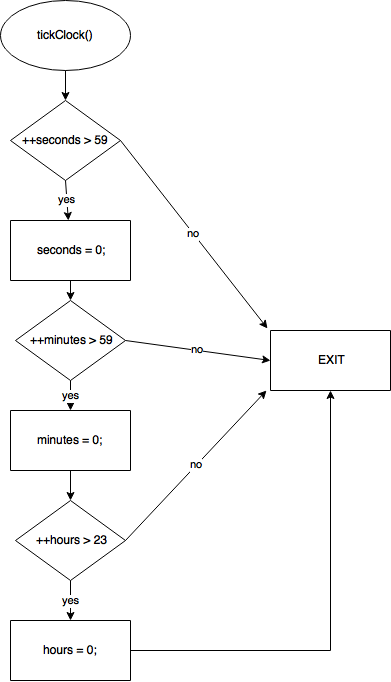 tickClock()
++seconds > 59
yes
no
seconds = 0;
++minutes > 59
no
EXIT
yes
minutes = 0;
no
++hours > 23
yes
hours = 0;